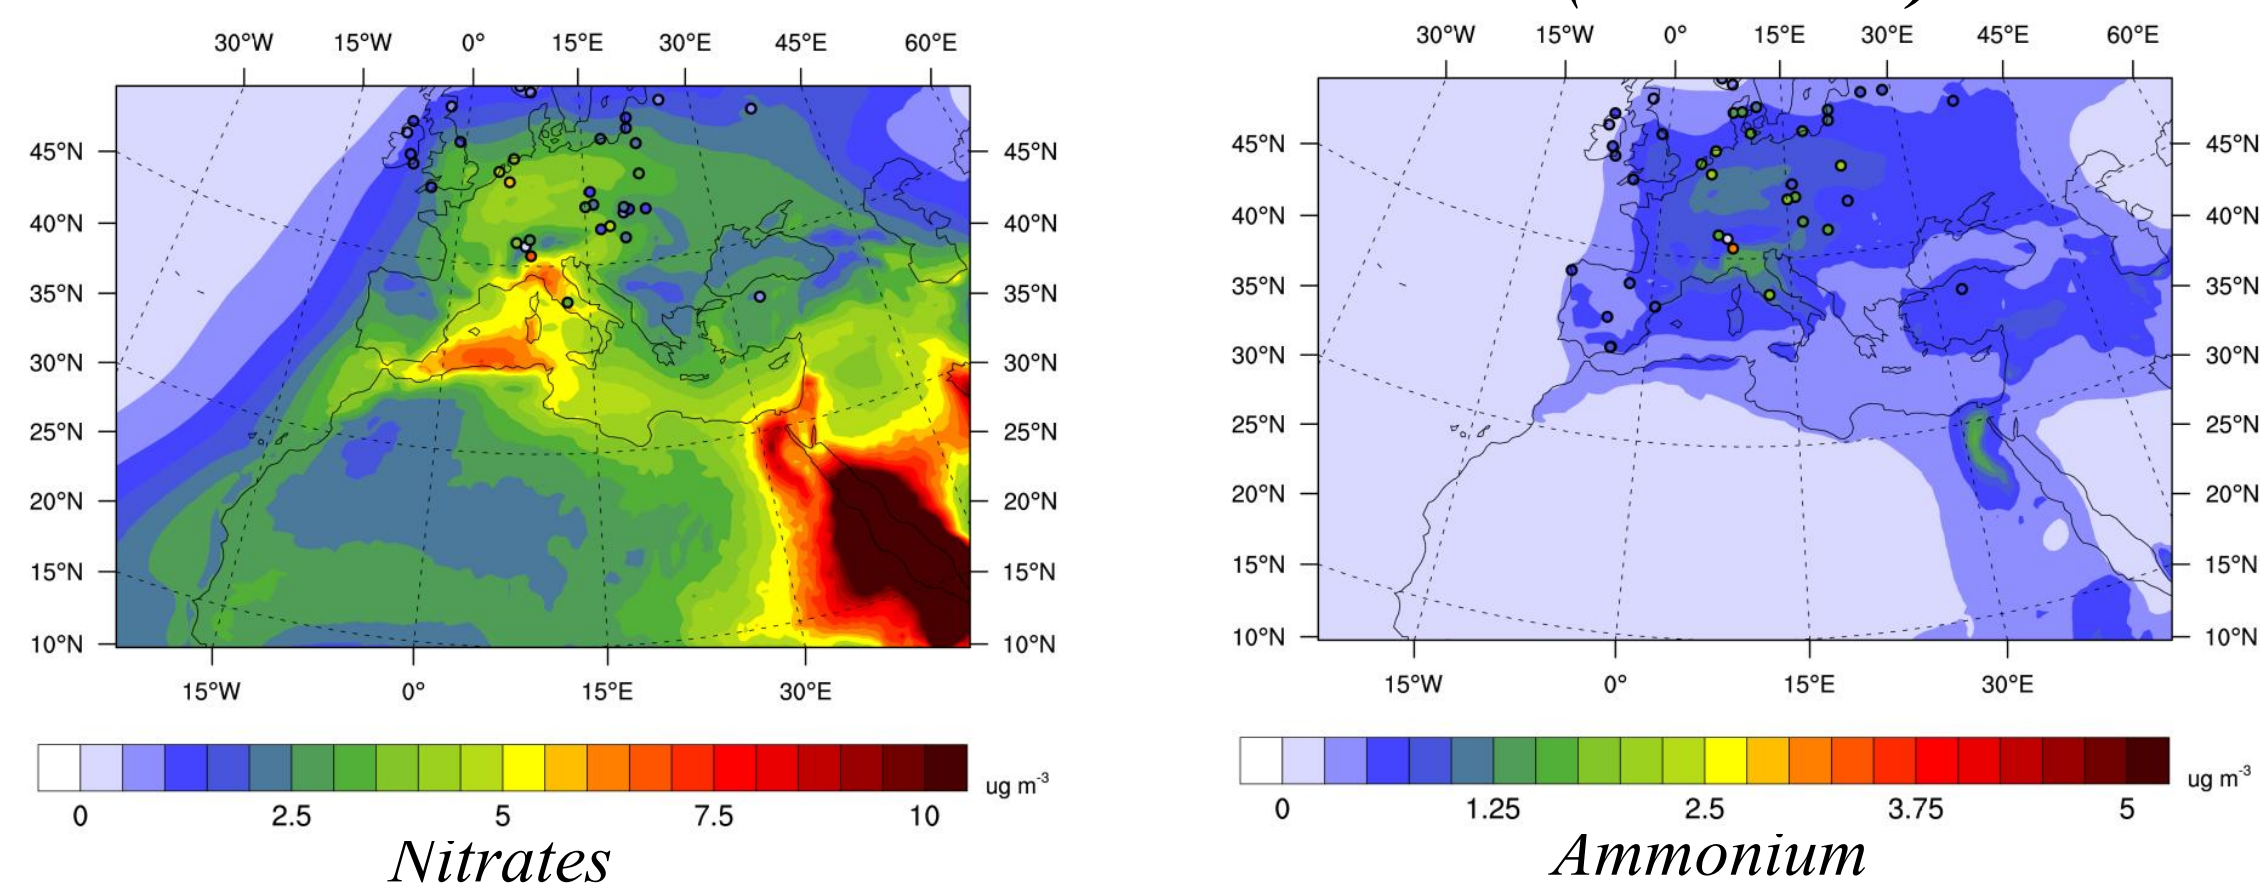 30°W 15°W 0° 15°E 30°E 45°E 60°E
45°N 45°N
40°N 40°N
35°N 35°N
30°N 30°N
25°N 25°N
20°N 20°N
15°N 15°N
10°N 10°N
15°W 0° 15°E 30°E
0 2.5 5 7.5 10 ug m⁻³
Nitrates
30°W 15°W 0° 15°E 30°E 45°E 60°E
45°N 45°N
40°N 40°N
35°N 35°N
30°N 30°N
25°N 25°N
20°N 20°N
15°N 15°N
10°N 10°N
15°W 0° 15°E 30°E
0 1.25 2.5 3.75 5 ug m⁻³
Ammonium